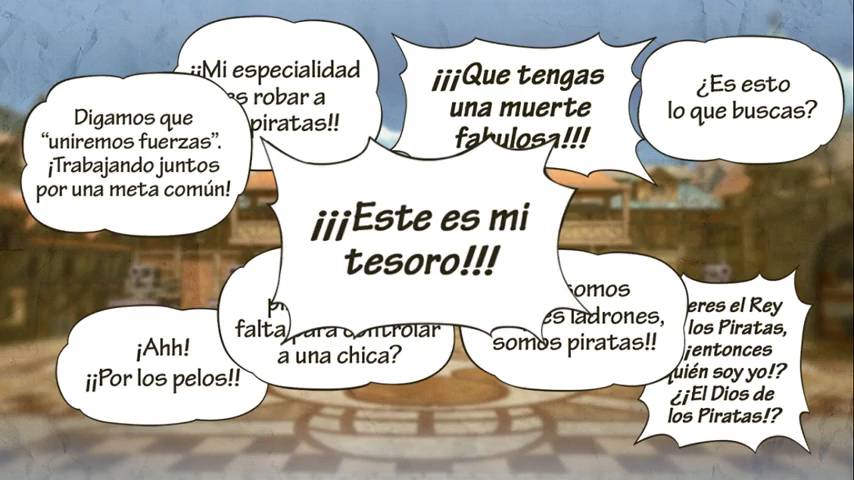 ¡¡Mi especialidad
es robar a
piratas!!
¡¡¡Que tengas
una muerte
fabulosa!!!
¿Es esto
lo que buscas?
Digamos que
“uniremos fuerzas”.
¡Trabajando juntos
por una meta común!
¡¡¡Este es mi
tesoro!!!
¡Ahh!
¡¡Por los pelos!!
falta para controlar
a una chica?
somos
ladrones,
somos piratas!!
eres el Rey
los Piratas,
¡entonces
quién soy yo!?
¿¡El Dios de
los Piratas!?